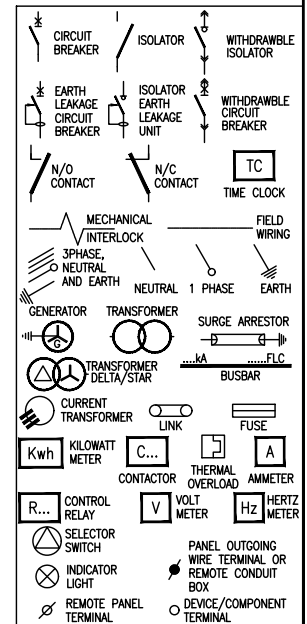 CIRCUIT
BREAKER
ISOLATOR
WITHDRAWBLE
ISOLATOR
EARTH
LEAKAGE
CIRCUIT
BREAKER
ISOLATOR
EARTH
LEAKAGE
UNIT
WITHDRAWBLE
CIRCUIT
BREAKER
N/O
CONTACT
N/C
CONTACT
TC
TIME CLOCK
MECHANICAL
INTERLOCK
FIELD
WIRING
3PHASE,
NEUTRAL
AND EARTH
NEUTRAL
1 PHASE
EARTH
GENERATOR
G
TRANSFORMER
SURGE ARRESTOR
TRANSFORMER
DELTA/STAR
....kA ......FLC
BUSBAR
CURRENT
TRANSFORMER
LINK
FUSE
Kwh
KILOWATT
METER
C...
CONTACTOR
THERMAL
OVERLOAD
A
AMMETER
R...
CONTROL
RELAY
V
VOLT
METER
Hz
HERTZ
METER
SELECTOR
SWITCH
INDICATOR
LIGHT
PANEL OUTGOING
WIRE TERMINAL OR
REMOTE CONDUIT
BOX
REMOTE PANEL
TERMINAL
DEVICE/COMPONENT
TERMINAL